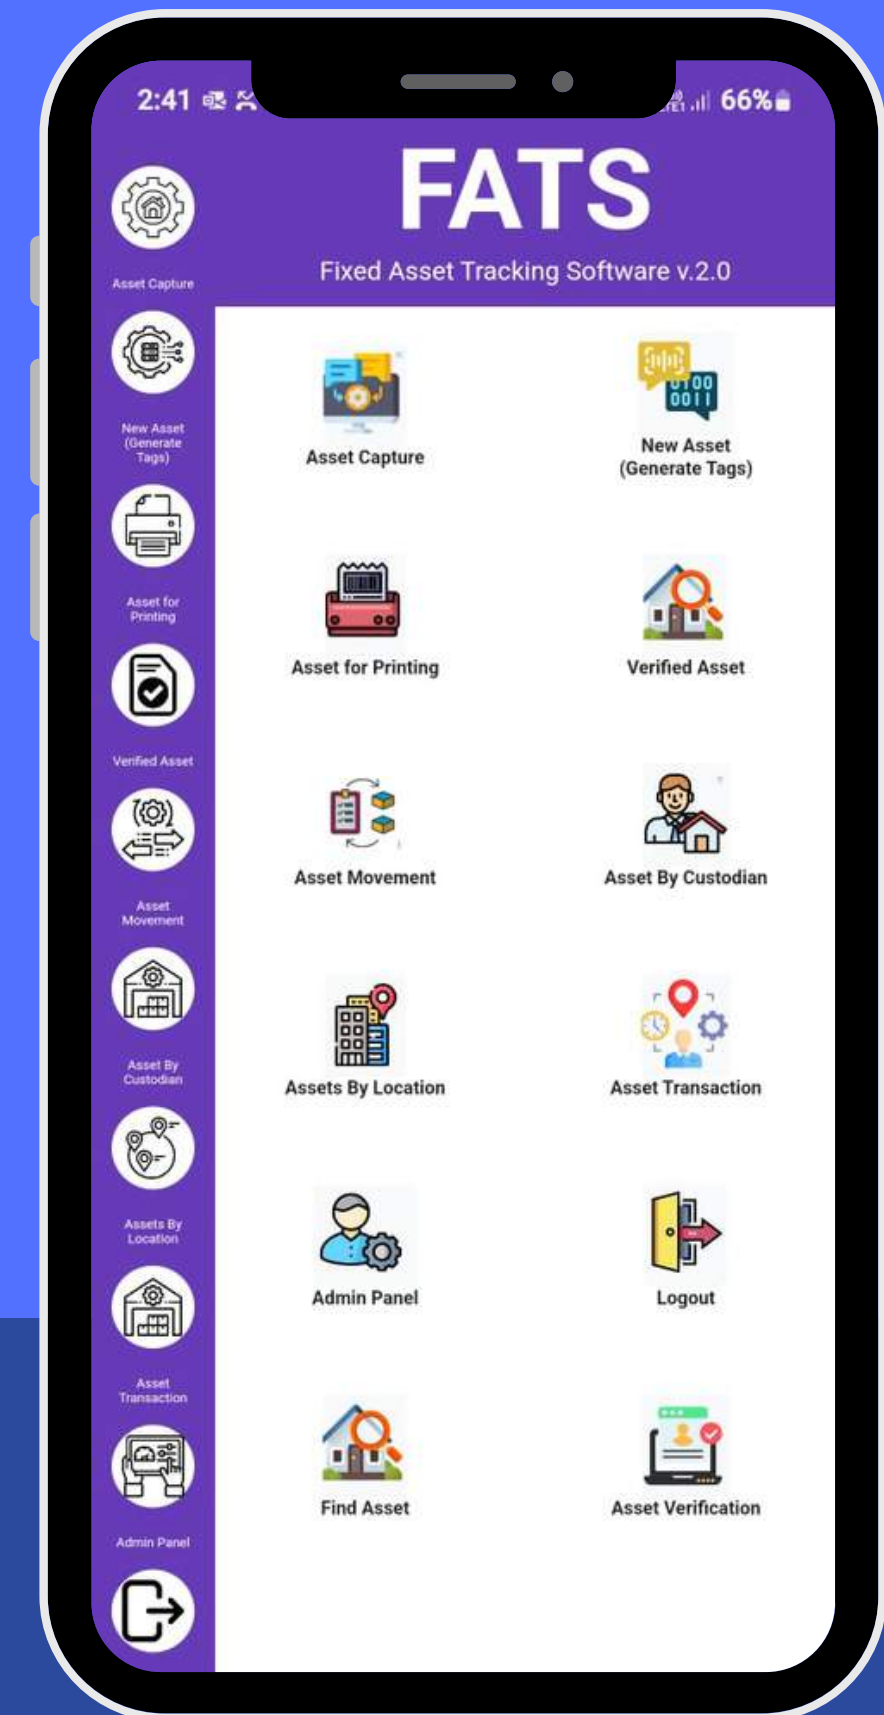 2:41
66%
FATS
Fixed Asset Tracking Software v.2.0
Asset Capture
New Asset
(Generate
Tags)
Asset for
Printing
Verified Asset
Asset
Movement
Asset By
Custodian
Assets By
Location
Asset
Transaction
Admin Panel
Asset Capture
0100
0011
New Asset
(Generate Tags)
Asset for Printing
Verified Asset
Asset Movement
Asset By Custodian
Assets By Location
Asset Transaction
Admin Panel
Logout
Find Asset
Asset Verification